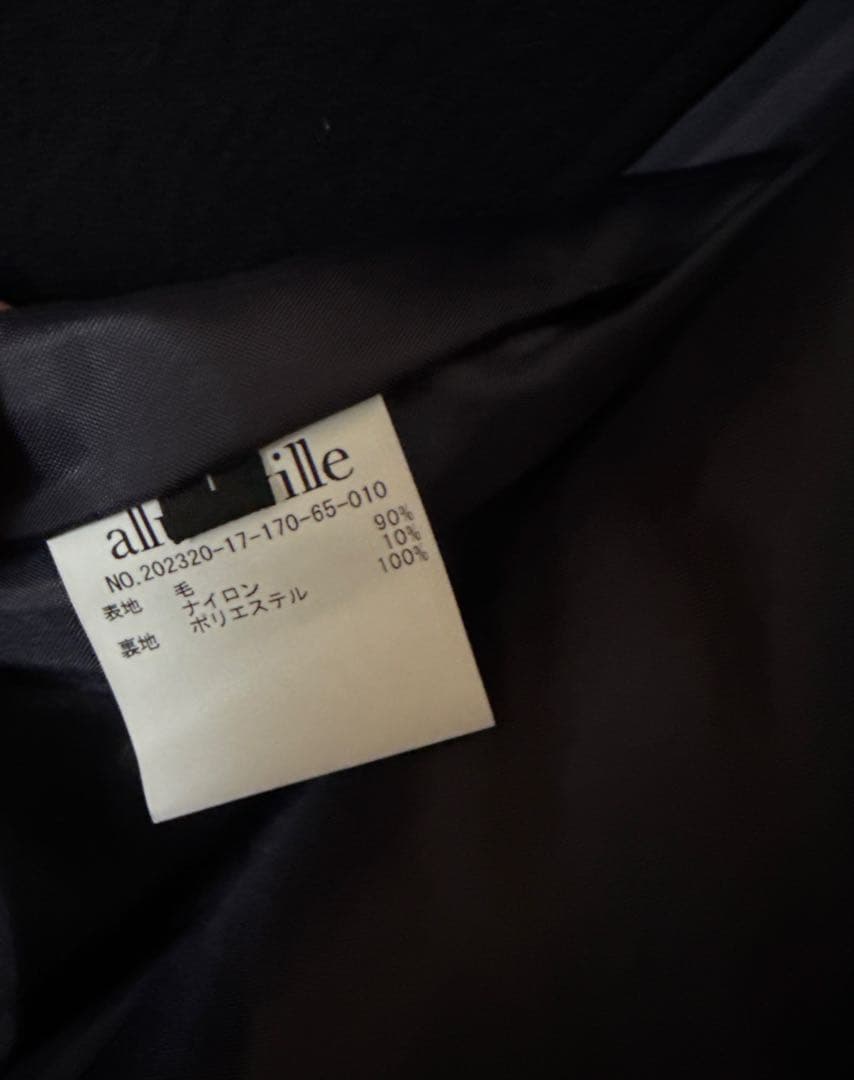 ille
NO.202320-17-170-65-010
表地 毛 90%
ナイロン 10%
裏地 ポリエステル 100%